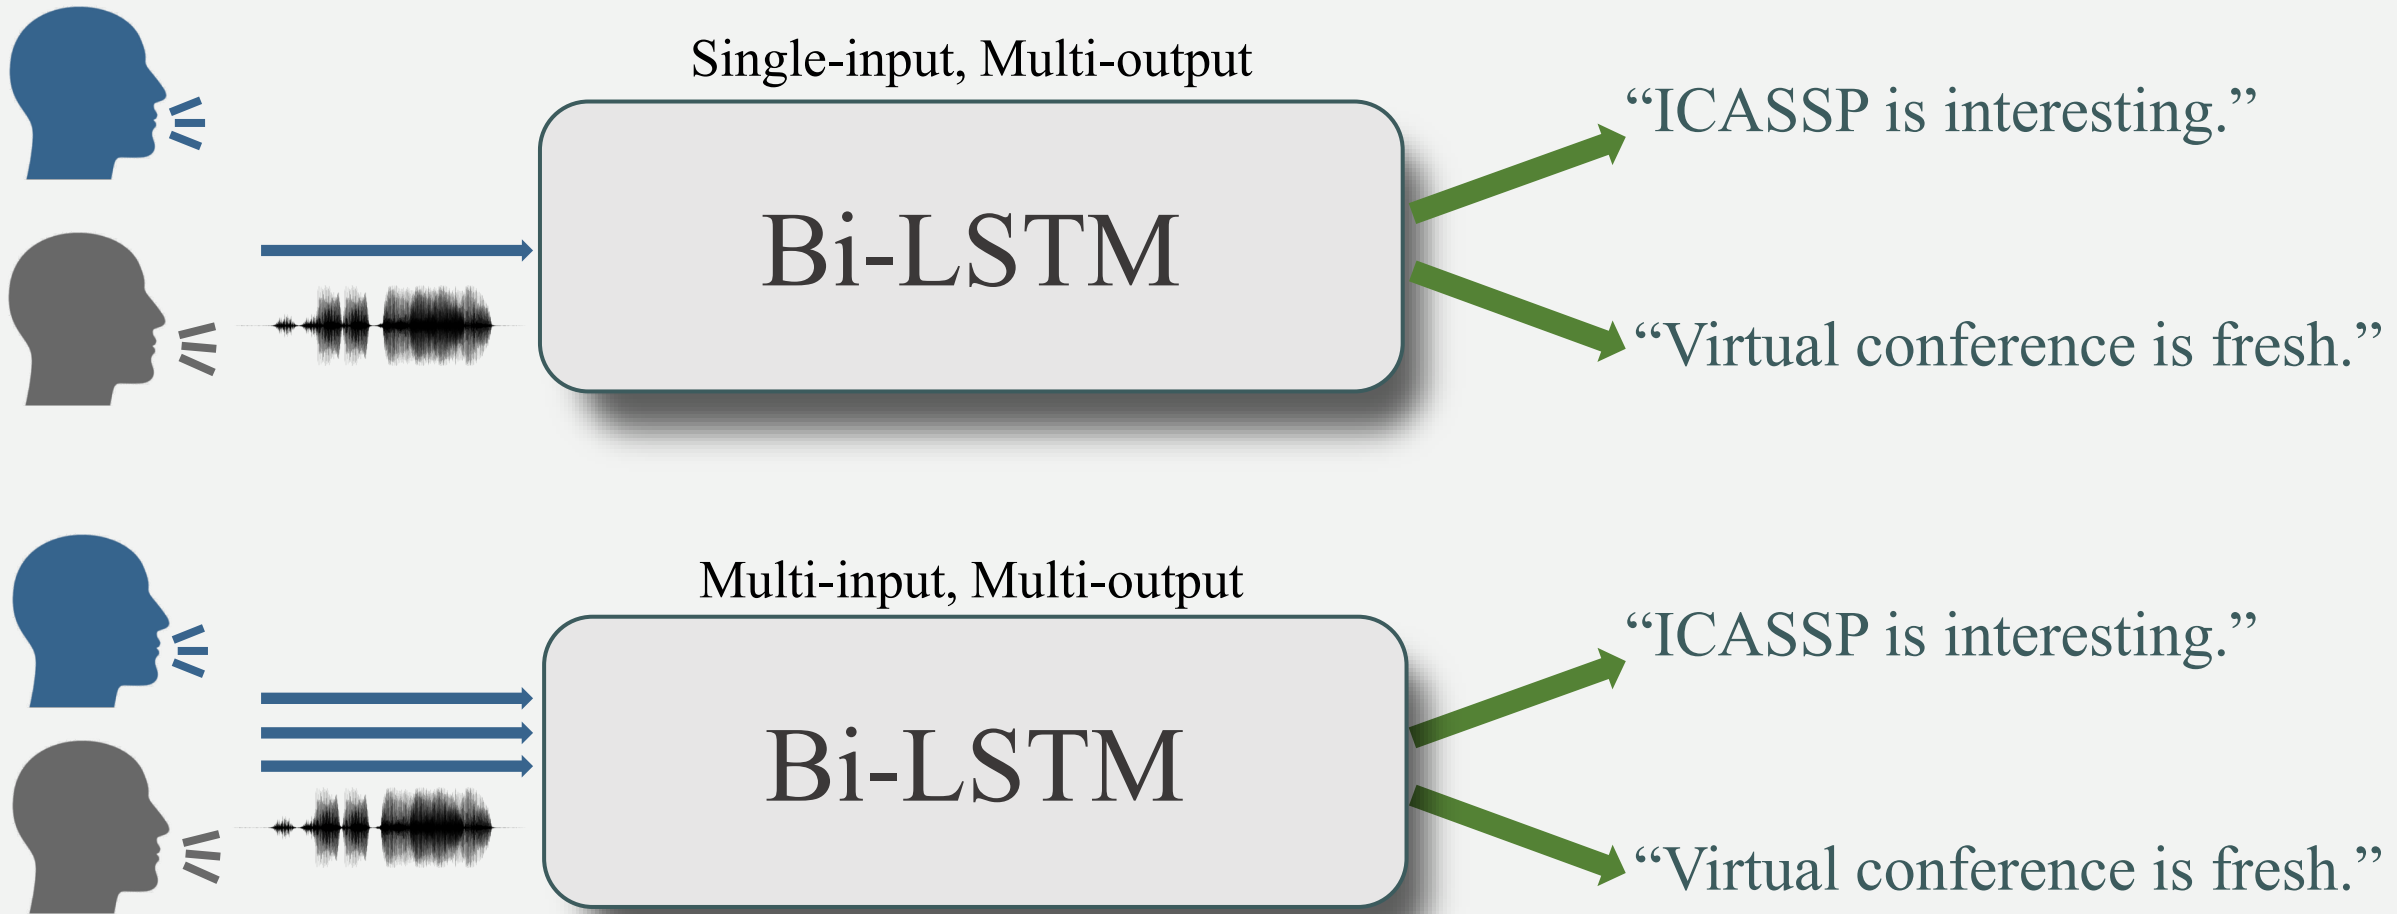 Single-input, Multi-output
Bi-LSTM
“ICASSP is interesting.”
“Virtual conference is fresh.”
Multi-input, Multi-output
Bi-LSTM
“ICASSP is interesting.”
“Virtual conference is fresh.”